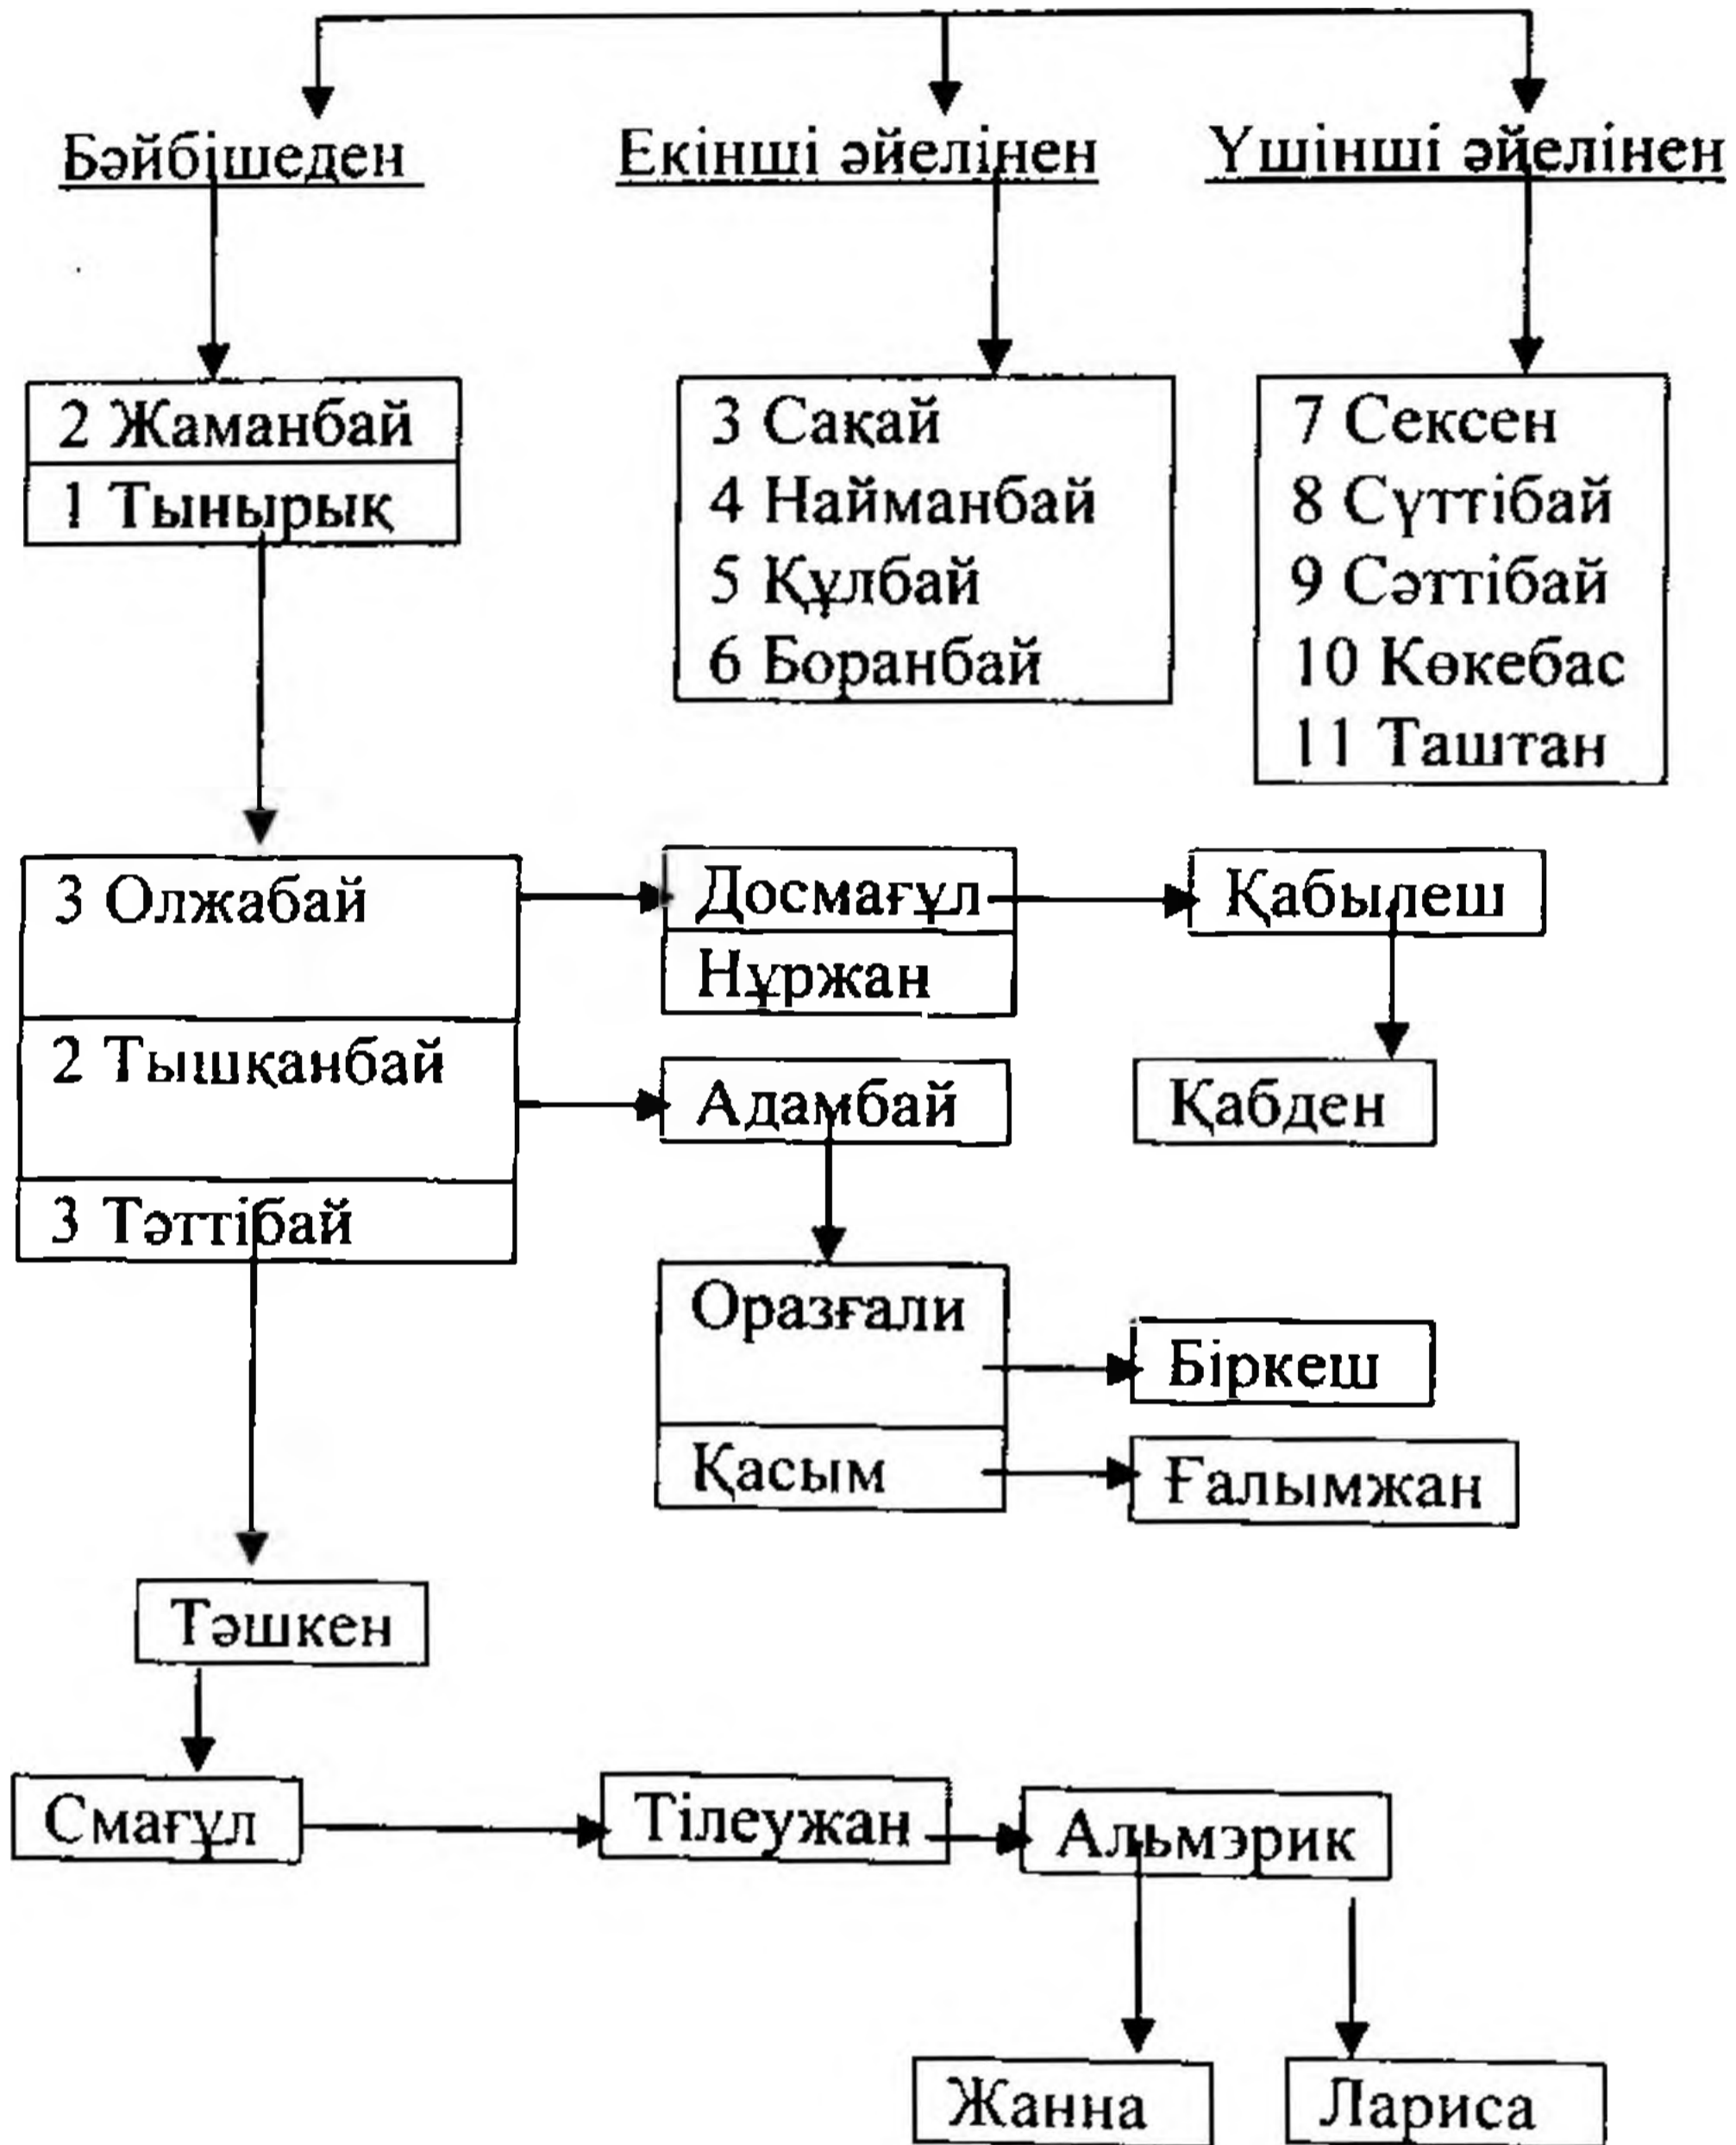 Бәйбішеден
Екінші әйелінен
Үшінші әйелінен
2 Жаманбай
1 Тынырық
3 Сақай
4 Найманбай
5 Құлбай
6 Боранбай
7 Сексен
8 Сүттібай
9 Сәттібай
10 Көкебас
11 Таштан
3 Олжабай
Досмағұл
Нұржан
Қабылеш
Қабден
2 Тышқанбай
Адамбай
3 Тәттібай
Оразғали
Біркеш
Қасым
Ғалымжан
Тәшкен
Смағұл
Тілеужан
Альмэрик
Жанна
Лариса